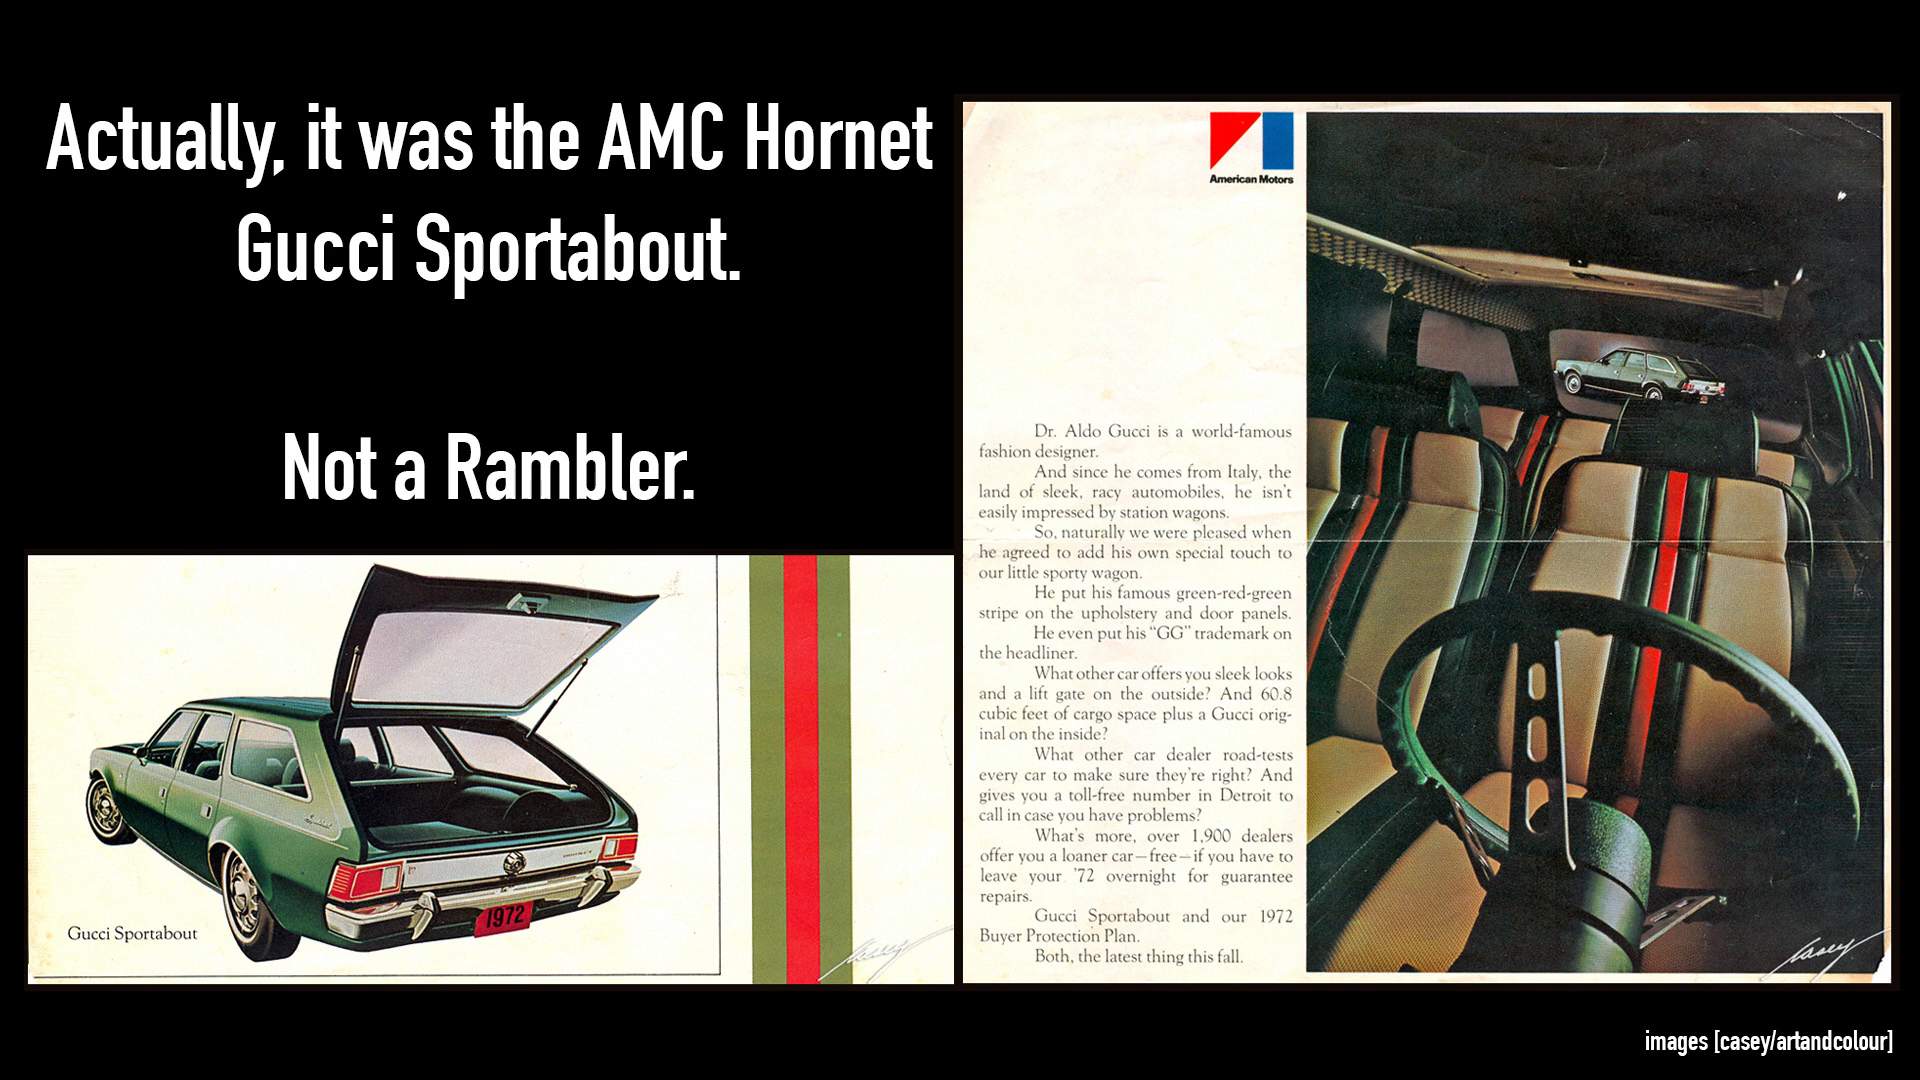 Actually, it was the AMC Hornet
Gucci Sportabout.
Not a Rambler.
Gucci Sportabout
1972
Casey
American Motors
Dr. Aldo Gucci is a world-famous
fashion designer.
And since he comes from Italy, the
land of sleek, racy automobiles, he isn't
easily impressed by station wagons.
So, naturally we were pleased when
he agreed to add his own special touch to
our little sporty wagon.
He put his famous green-red-green
stripe on the upholstery and door panels.
He even put his “GG” trademark on
the headliner.
What other car offers you sleek looks
and a lift gate on the outside? And 60.8
cubic feet of cargo space plus a Gucci orig-
inal on the inside?
What other car dealer road-tests
every car to make sure they're right? And
gives you a toll-free number in Detroit to
call in case you have problems?
What's more, over 1,900 dealers
offer you a loaner car—free—if you have to
leave your '72 overnight for guarantee
repairs.
Gucci Sportabout and our 1972
Buyer Protection Plan.
Both, the latest thing this fall.
Casey
images [casey/artandcolour]